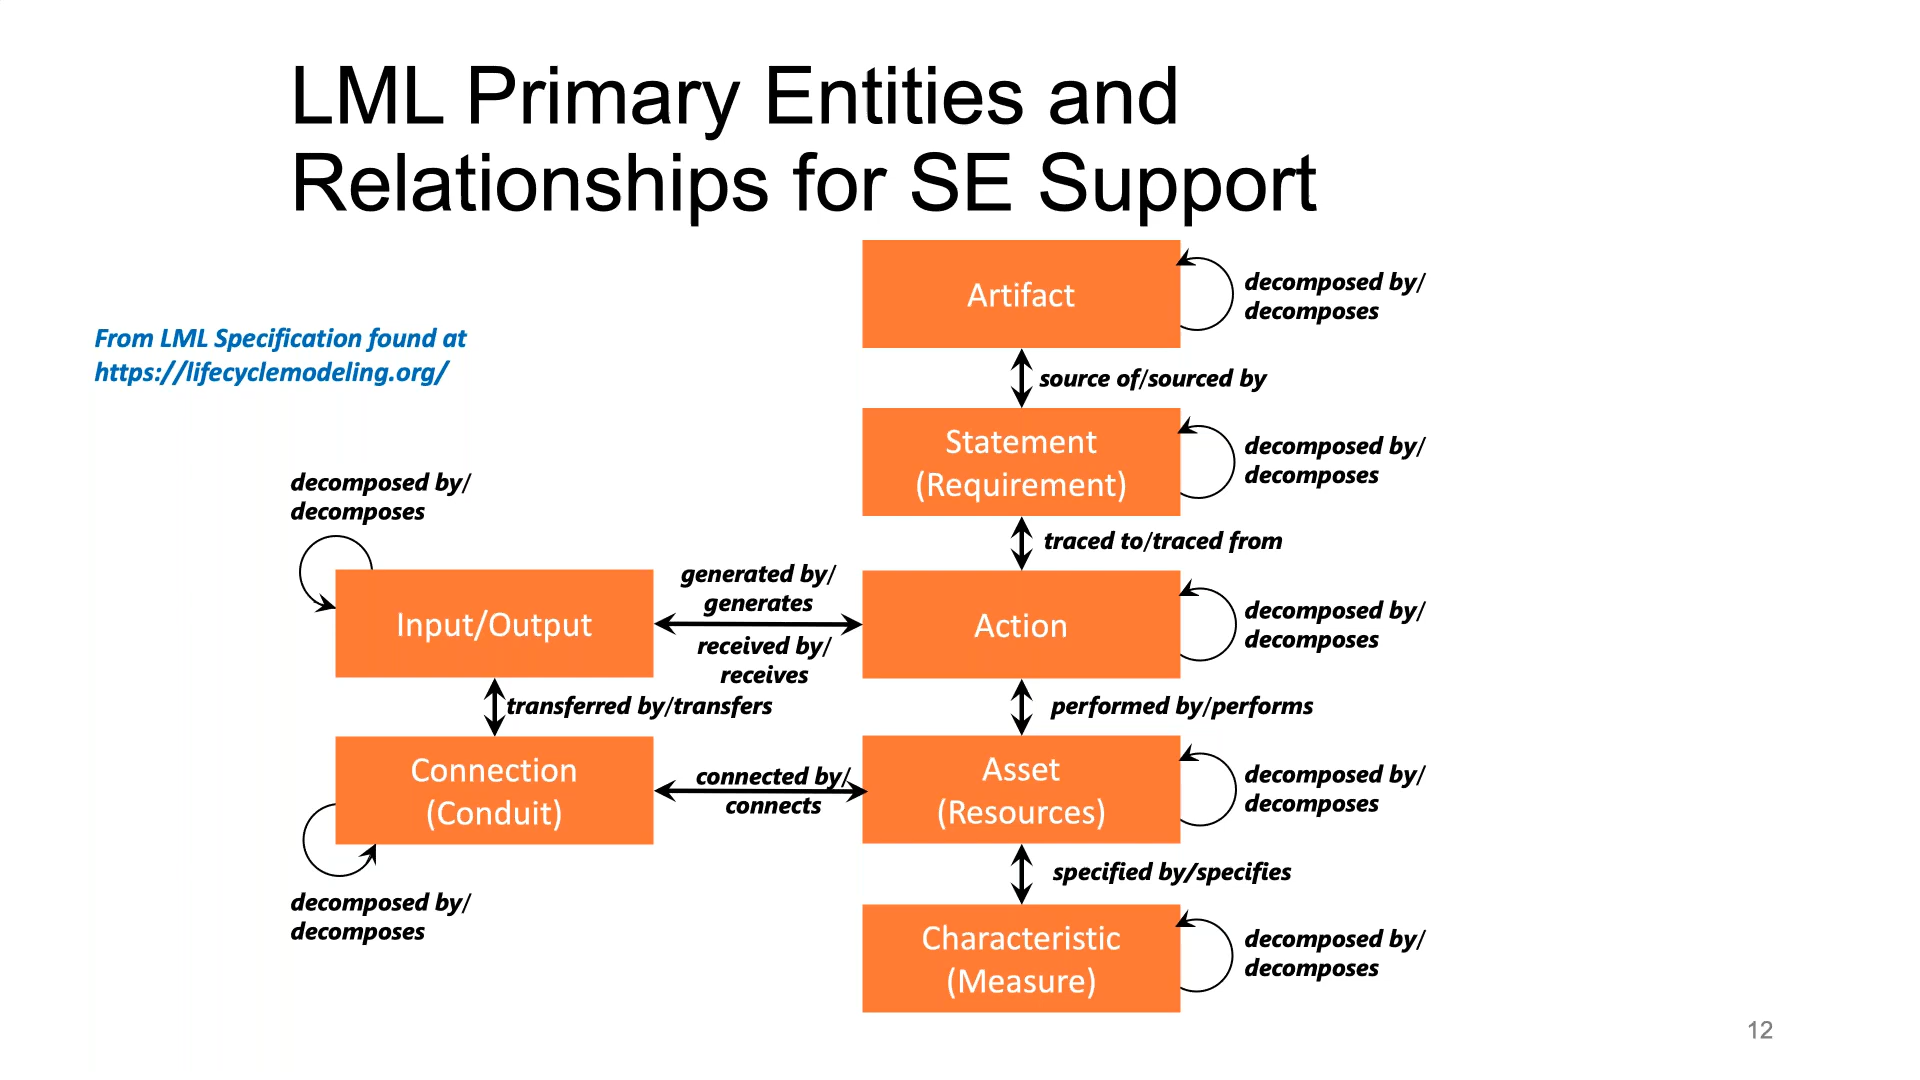 LML Primary Entities and
Relationships for SE Support
From LML Specification found at
https://lifecyclemodeling.org/
Artifact
decomposed by/
decomposes
source of/sourced by
Statement
(Requirement)
decomposed by/
decomposes
traced to/traced from
decomposed by/
decomposes
Input/Output
generated by/
generates
received by/
receives
Action
decomposed by/
decomposes
transferred by/transfers
performed by/performs
Connection
(Conduit)
connected by/
connects
Asset
(Resources)
decomposed by/
decomposes
decomposed by/
decomposes
specified by/specifies
Characteristic
(Measure)
decomposed by/
decomposes
12